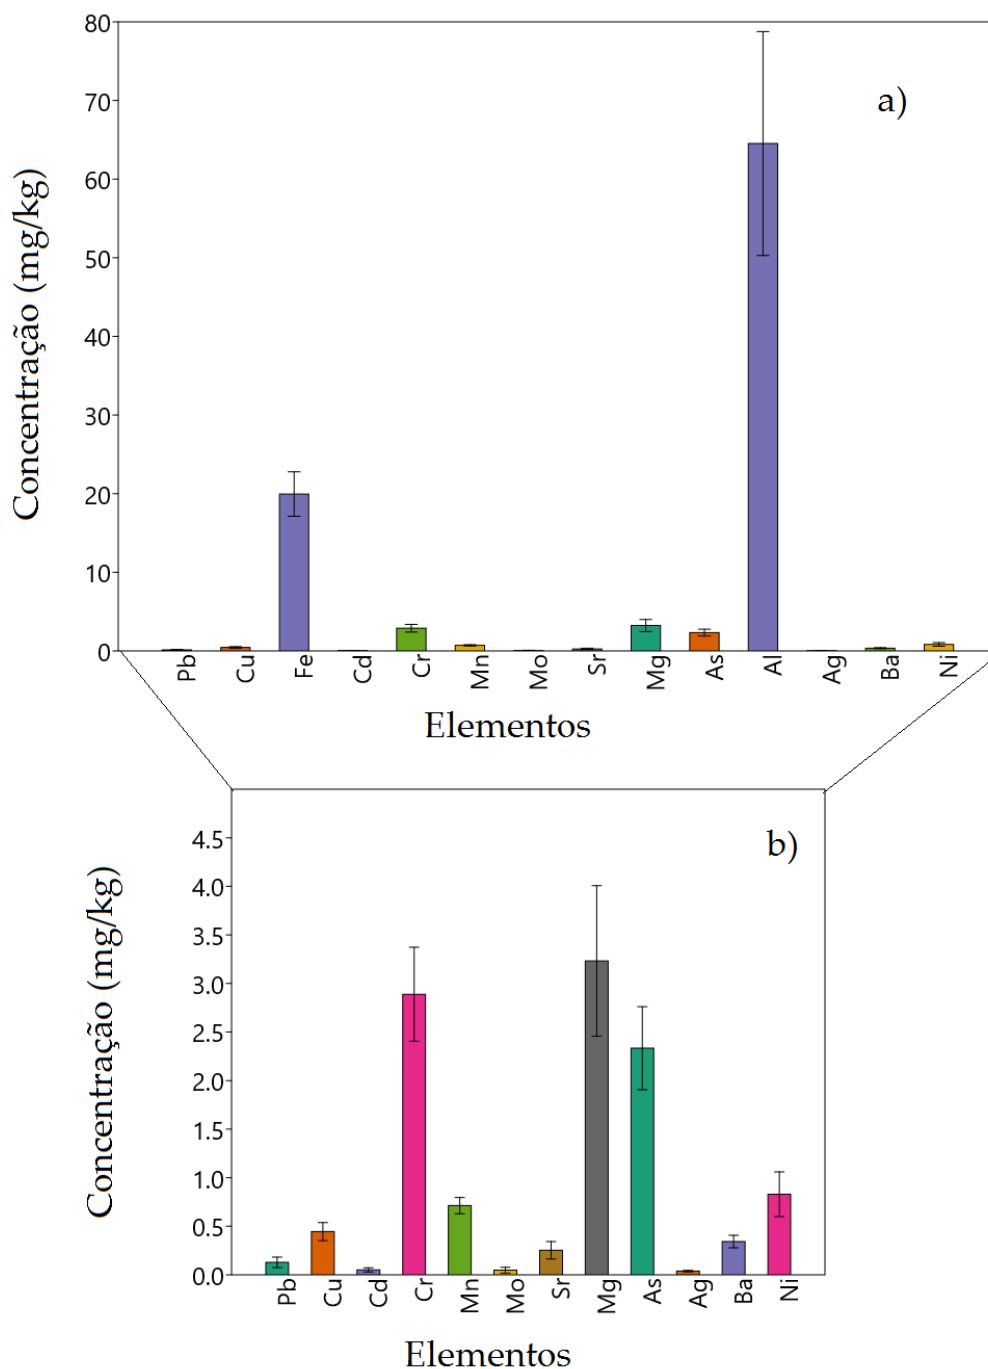 80
70
60
50
40
30
20
10
0
Concentração (mg/kg)
a)
Pb Cu Fe Cd Cr Mn Mo Sr Mg As Al Ag Ba Ni
Elementos
b)
4.5
4.0
3.5
3.0
2.5
2.0
1.5
1.0
0.5
0.0
Concentração (mg/kg)
Pb Cu Cd Cr Mn Mo Sr Mg As Ag Ba Ni
Elementos